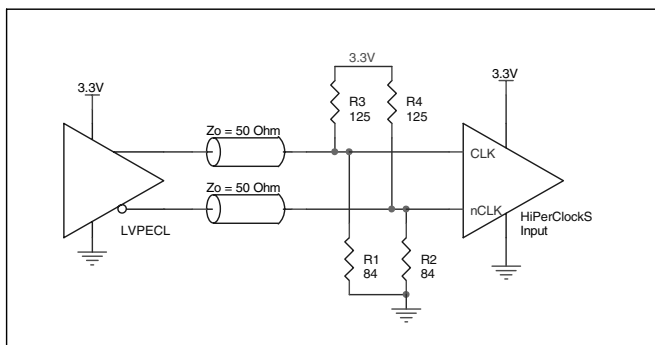 3.3V
3.3V
3.3V
R3
125
R4
125
Zo = 50 Ohm
CLK
Zo = 50 Ohm
nCLK
HiPerClockS
Input
LVPECL
R1
84
R2
84